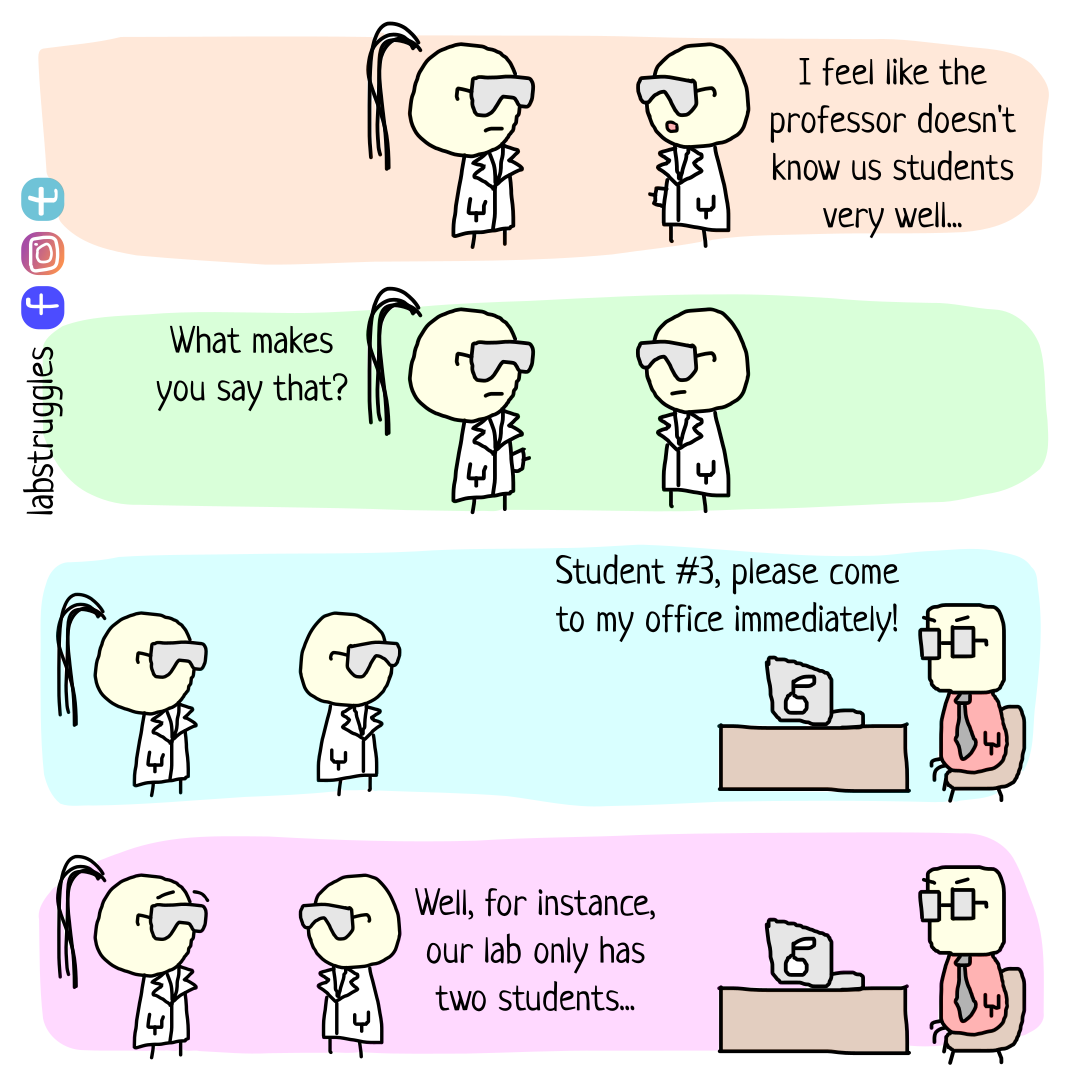 I feel like the
professor doesn't
know us students
very well...
What makes
you say that?
labstruggles
Student #3, please come
to my office immediately!
Well, for instance,
our lab only has
two students...